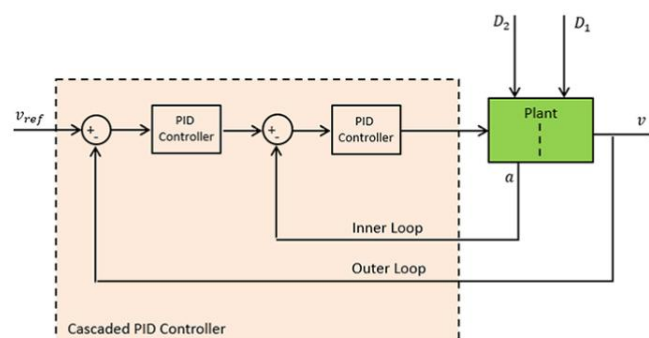 D₂
D₁
v_ref
+
-
PID
Controller
+
-
PID
Controller
Plant
v
a
Inner Loop
Outer Loop
Cascaded PID Controller